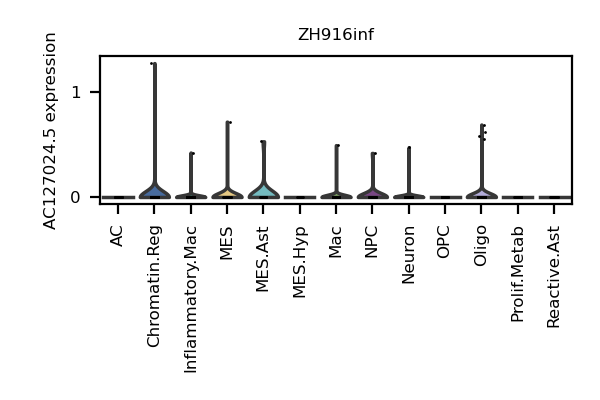 ZH916inf
AC127024.5 expression
1
0
AC
Chromatin.Reg
Inflammatory.Mac
MES
MES.Ast
MES.Hyp
Mac
NPC
Neuron
OPC
Oligo
Prolif.Metab
Reactive.Ast